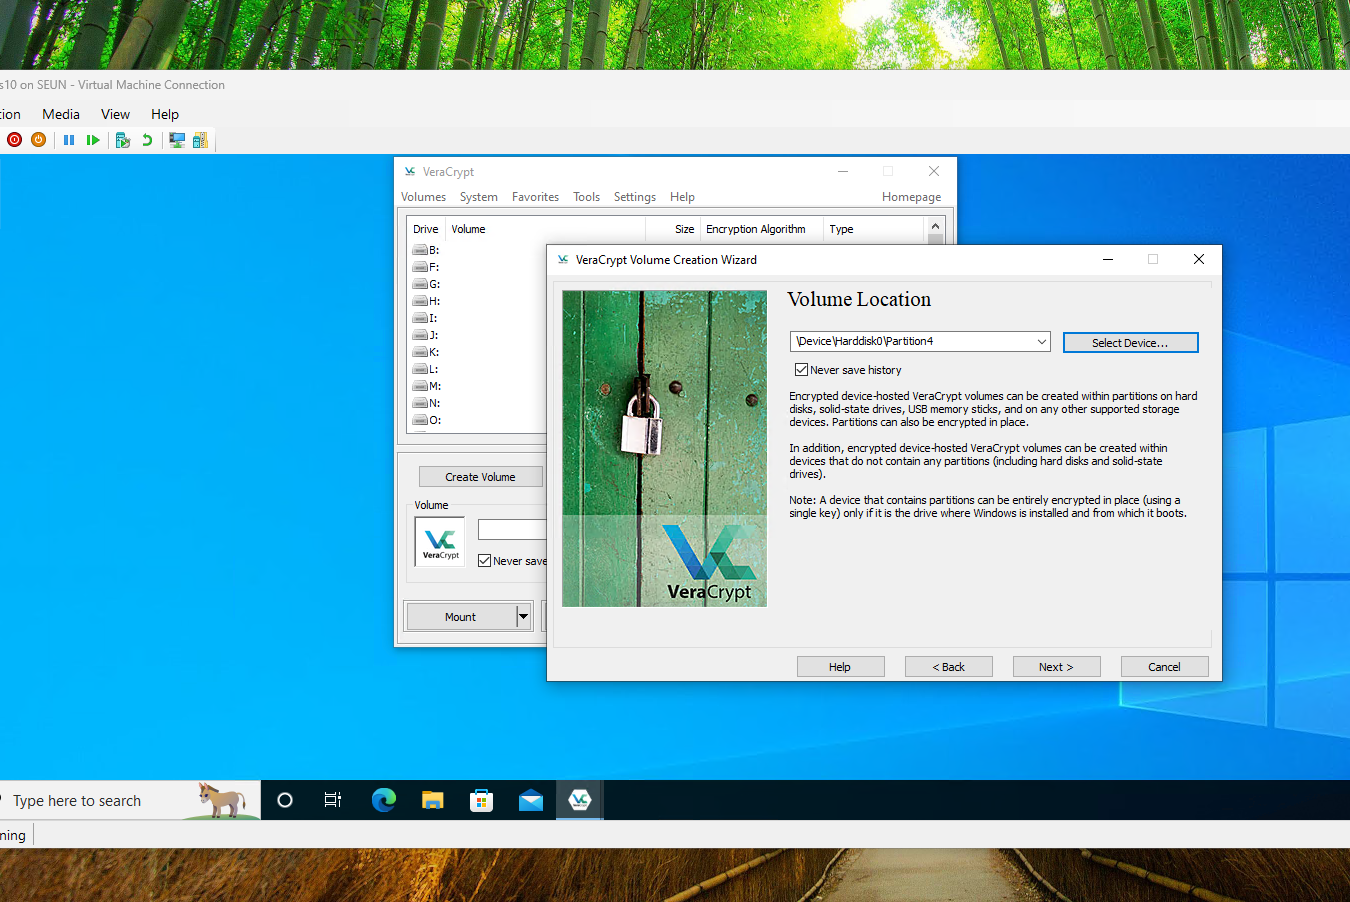 s10 on SEUN - Virtual Machine Connection
tion Media View Help
VeraCrypt
Volumes System Favorites Tools Settings Help Homepage
Drive Volume Size Encryption Algorithm Type
B:
F:
G:
H:
I:
J:
K:
L:
M:
N:
O:
Create Volume
Volume
VeraCrypt
Never save
Mount
VeraCrypt Volume Creation Wizard
Volume Location
\Device\Harddisk0\Partition4
Select Device...
Never save history
Encrypted device-hosted VeraCrypt volumes can be created within partitions on hard
disks, solid-state drives, USB memory sticks, and on any other supported storage
devices. Partitions can also be encrypted in place.
In addition, encrypted device-hosted VeraCrypt volumes can be created within
devices that do not contain any partitions (including hard disks and solid-state
drives).
Note: A device that contains partitions can be entirely encrypted in place (using a
single key) only if it is the drive where Windows is installed and from which it boots.
VeraCrypt
Help < Back Next > Cancel
Type here to search
ning